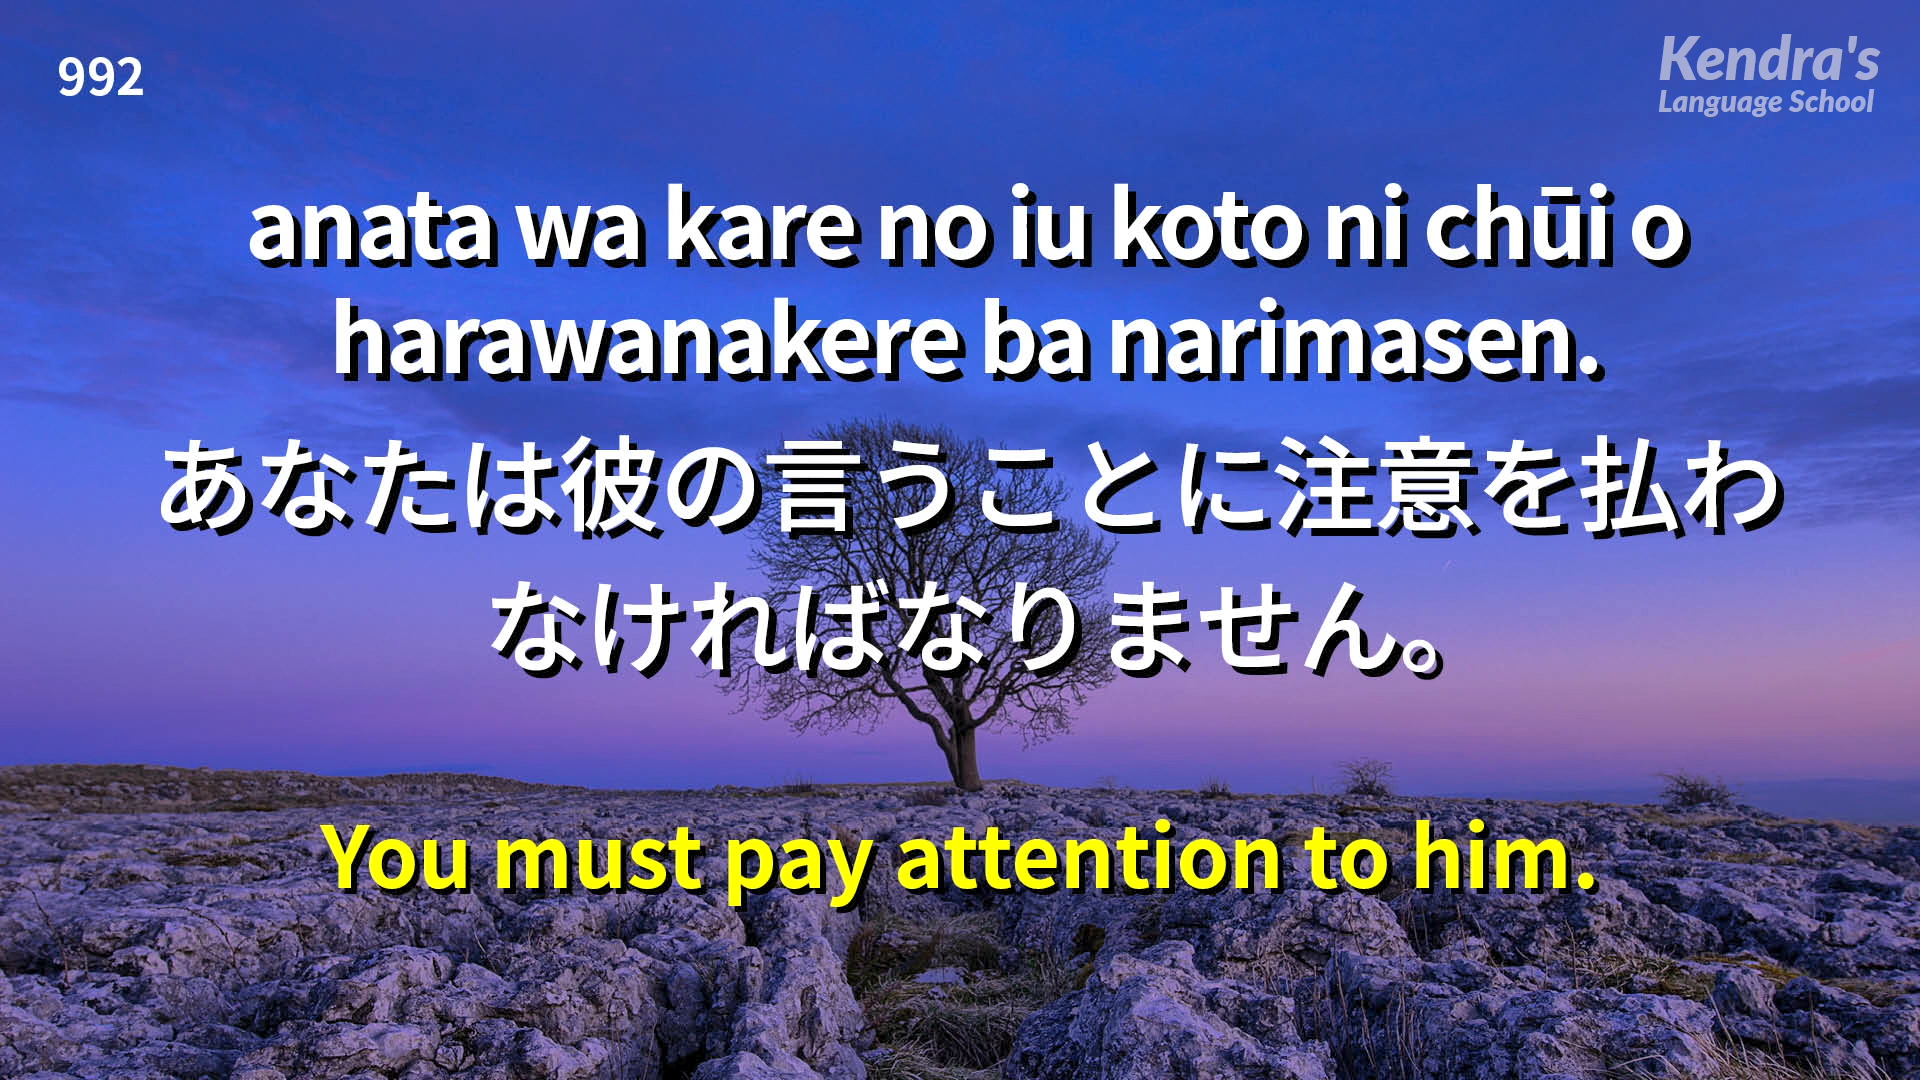 992
Kendra's
Language School
anata wa kare no iu koto ni chūi o
harawanakere ba narimasen.
あなたは彼の言うことに注意を払わ
なければなりません。
You must pay attention to him.